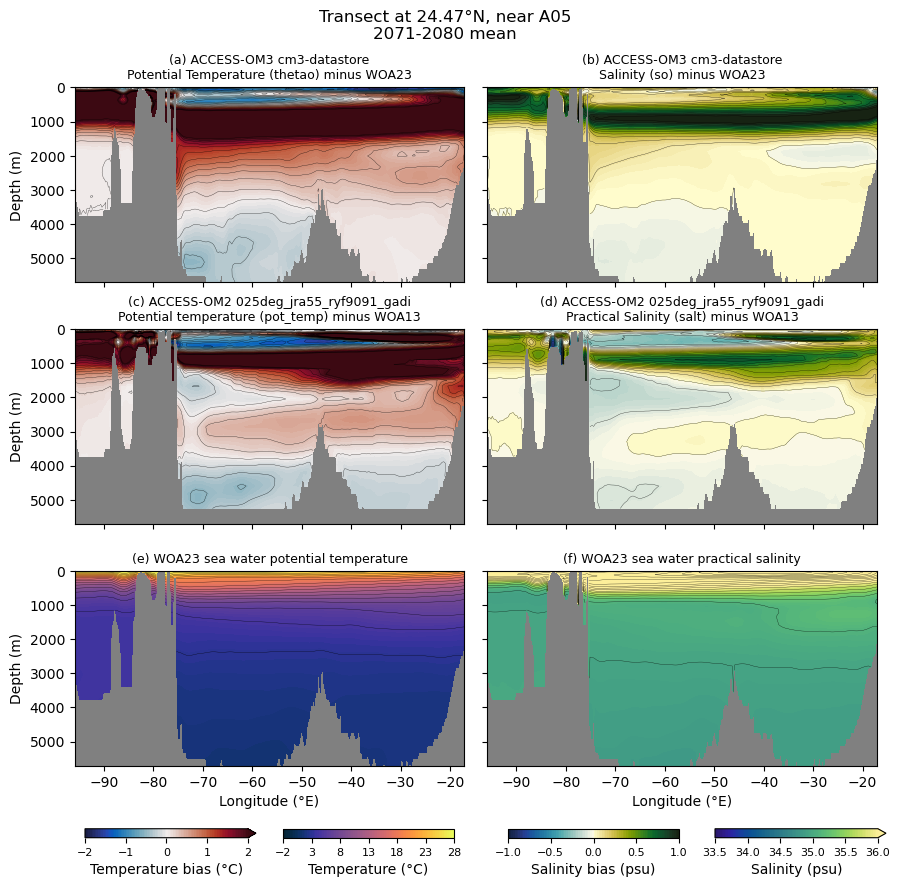 Transect at 24.47°N, near A05
2071-2080 mean
(a) ACCESS-OM3 cm3-datastore
Potential Temperature (thetao) minus WOA23
(b) ACCESS-OM3 cm3-datastore
Salinity (so) minus WOA23
0
1000
2000
3000
4000
5000
Depth (m)
(c) ACCESS-OM2 025deg_jra55_ryf9091_gadi
Potential temperature (pot_temp) minus WOA13
(d) ACCESS-OM2 025deg_jra55_ryf9091_gadi
Practical Salinity (salt) minus WOA13
0
1000
2000
3000
4000
5000
Depth (m)
(e) WOA23 sea water potential temperature
(f) WOA23 sea water practical salinity
0
1000
2000
3000
4000
5000
Depth (m)
−90 −80 −70 −60 −50 −40 −30 −20
Longitude (°E)
−90 −80 −70 −60 −50 −40 −30 −20
Longitude (°E)
−2 −1 0 1 2
Temperature bias (°C)
−2 3 8 13 18 23 28
Temperature (°C)
−1.0 −0.5 0.0 0.5 1.0
Salinity bias (psu)
33.5 34.0 34.5 35.0 35.5 36.0
Salinity (psu)